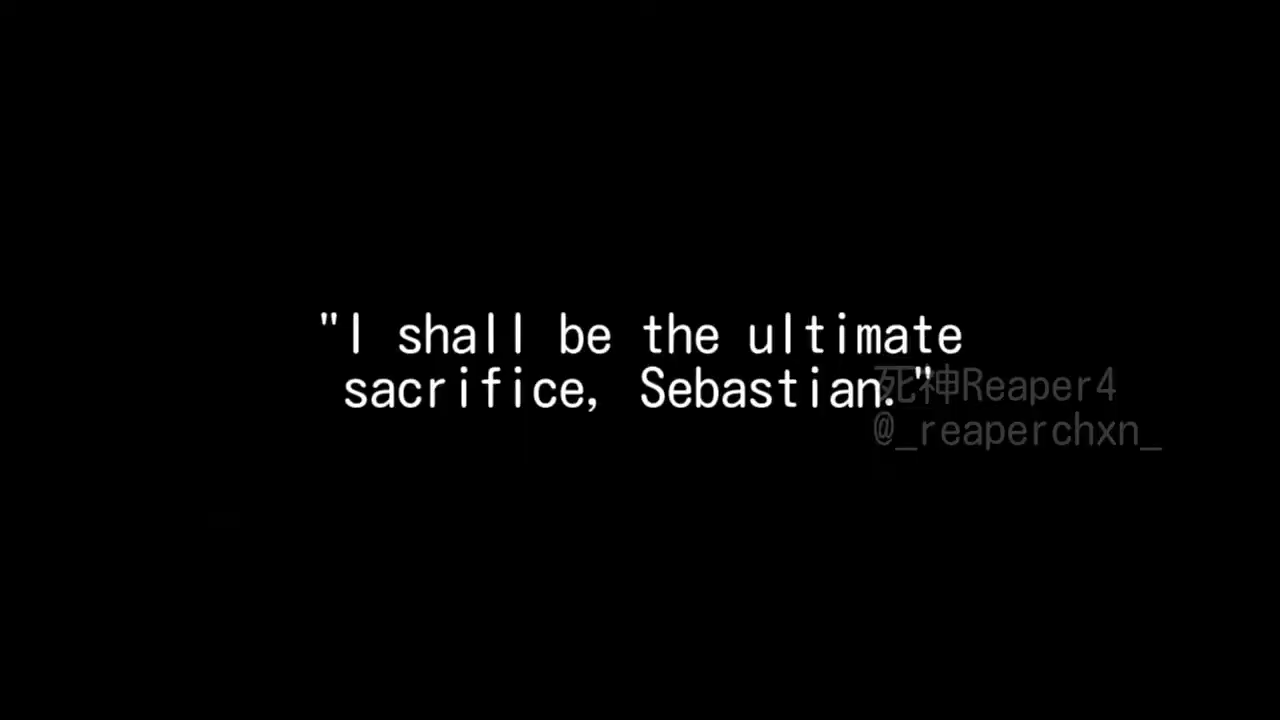 "I shall be the ultimate
sacrifice, Sebastian."
死神Reaper4
@_reaperchxn_